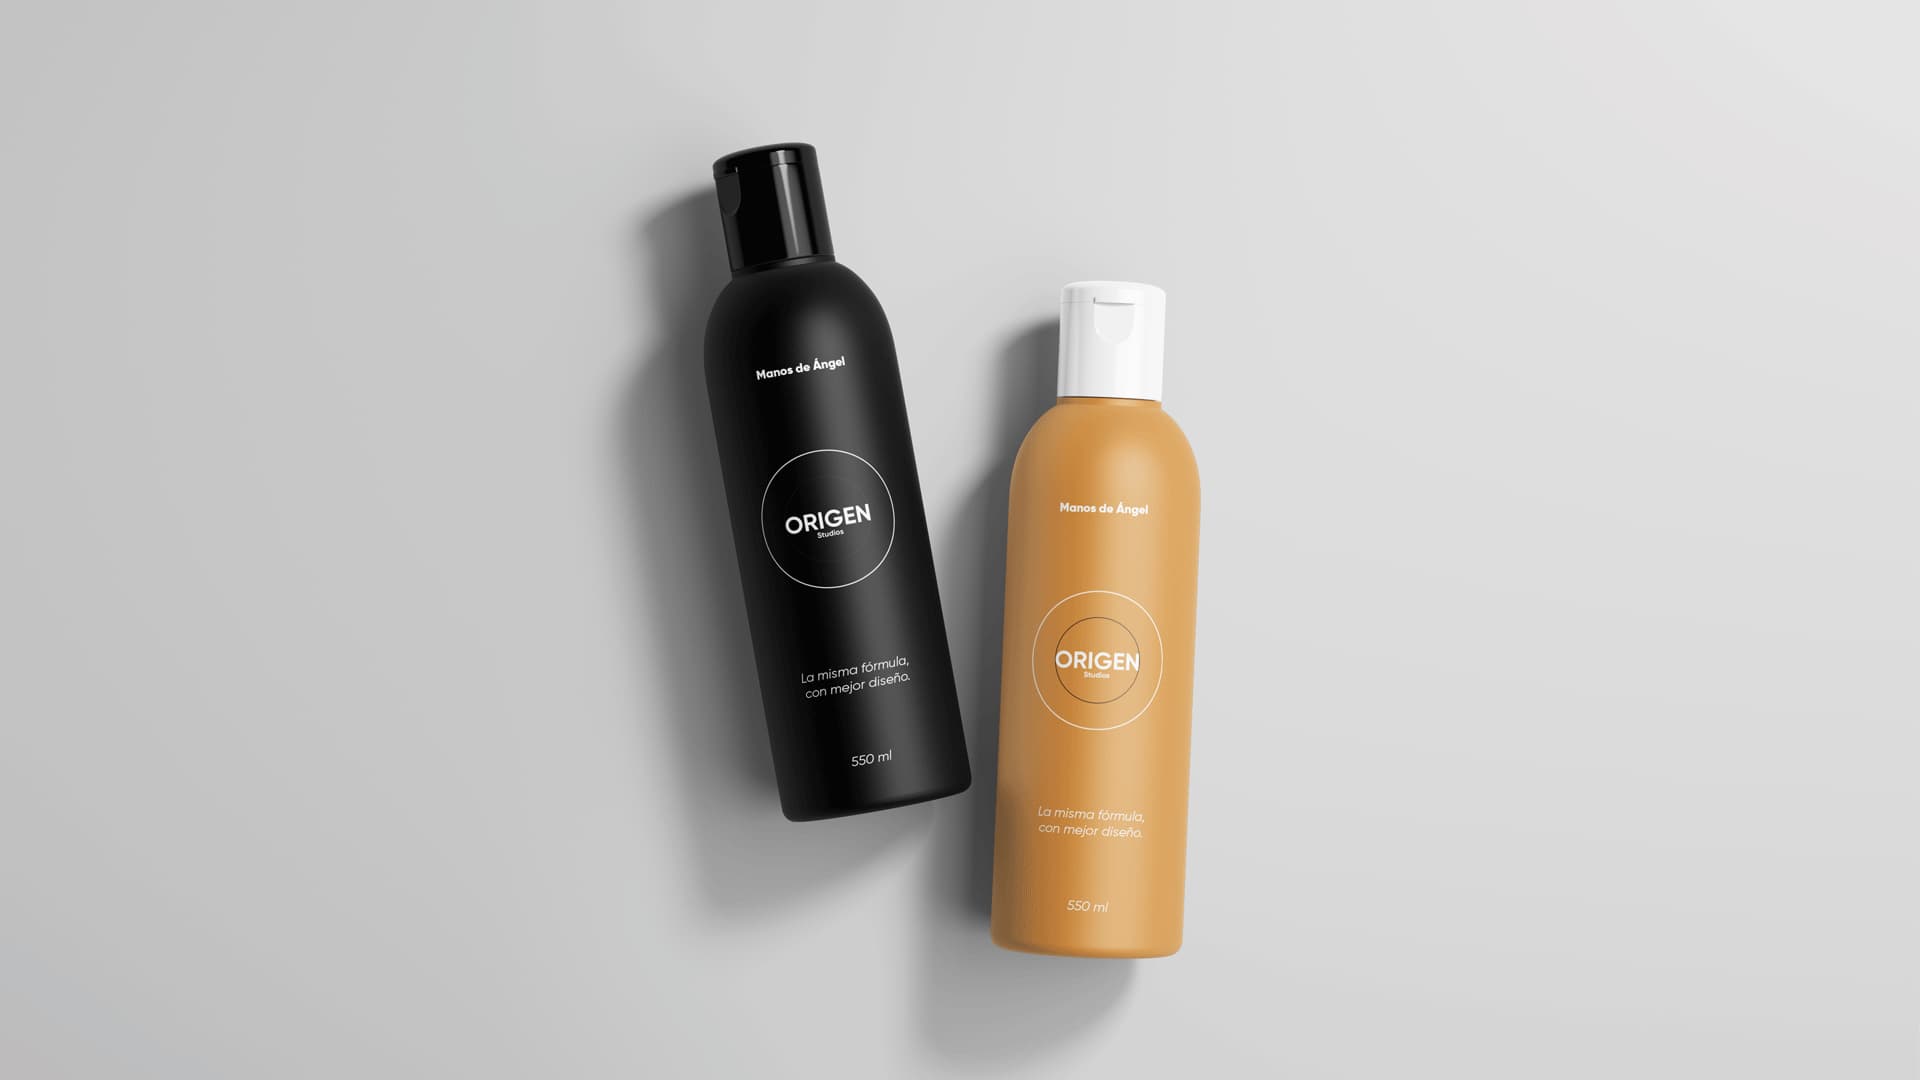 Manos de Ángel
ORIGEN
Studios
La misma fórmula,
con mejor diseño.
550 ml
Manos de Ángel
ORIGEN
Studios
La misma fórmula,
con mejor diseño.
550 ml